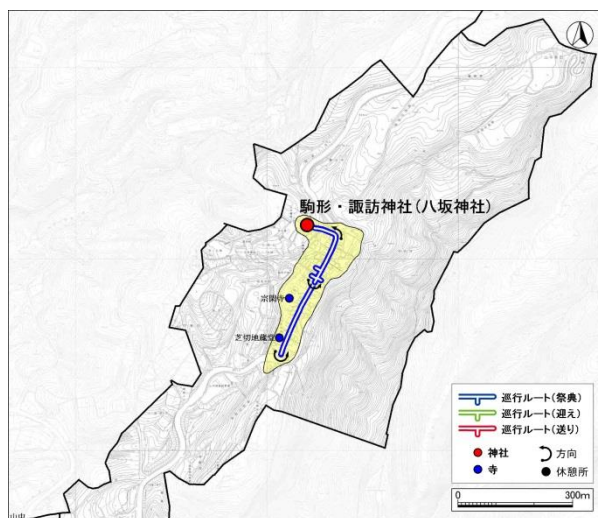 駒形・諏訪神社(八坂神社)
宗閑寺
芝切地蔵堂
山中
巡行ルート(祭典)
巡行ルート(迎え)
巡行ルート(送り)
神社
方向
寺
休憩所
0
300m